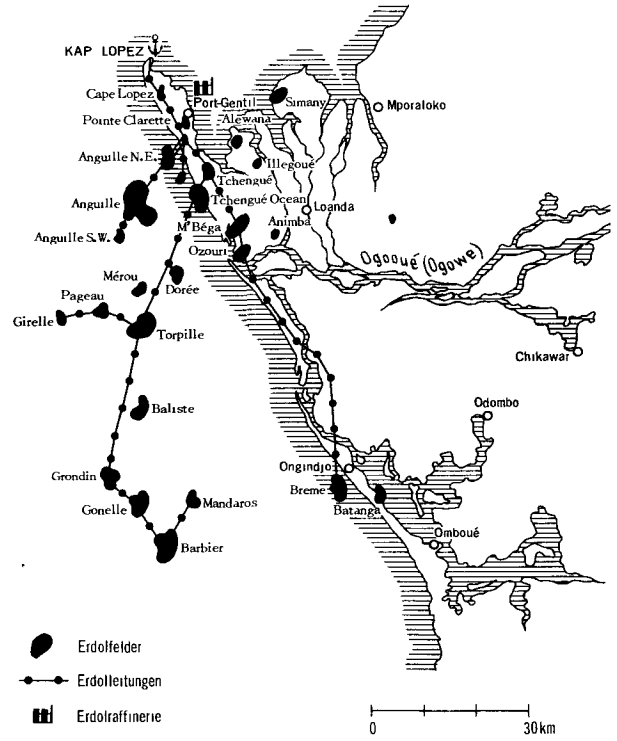 KAP LOPEZ
Cape Lopez
Port-Gentil
Simany
Mporaloko
Pointe Clarette
Alewana
Anguille N.E.
Illegoué
Tchengué
Anguille
Tchengué Ocean
Loanda
Anguille S.W.
M'Béga
Animba
Ozouri
Ogooué (Ogowe)
Mérou
Dorée
Pageau
Girelle
Torpille
Chikawar
Baliste
Odombo
Grondin
Ongindjo
Gonelle
Mandaros
Breme
Batanga
Barbier
Omboué
Erdolfelder
Erdolleitungen
Erdolraffinerie
0 30km